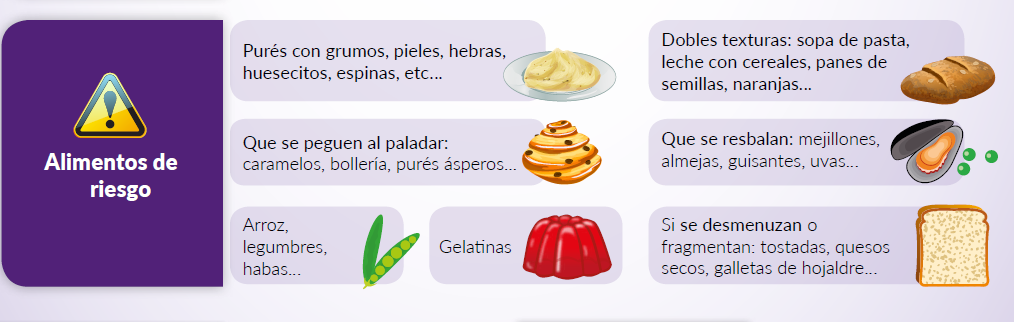 Alimentos de
riesgo
Purés con grumos, pieles, hebras,
huesecitos, espinas, etc...
Dobles texturas: sopa de pasta,
leche con cereales, panes de
semillas, naranjas...
Que se peguen al paladar:
caramelos, bollería, purés ásperos...
Que se resbalan: mejillones,
almejas, guisantes, uvas...
Arroz,
legumbres,
habas...
Gelatinas
Si se desmenuzan o
fragmentan: tostadas, quesos
secos, galletas de hojaldre...